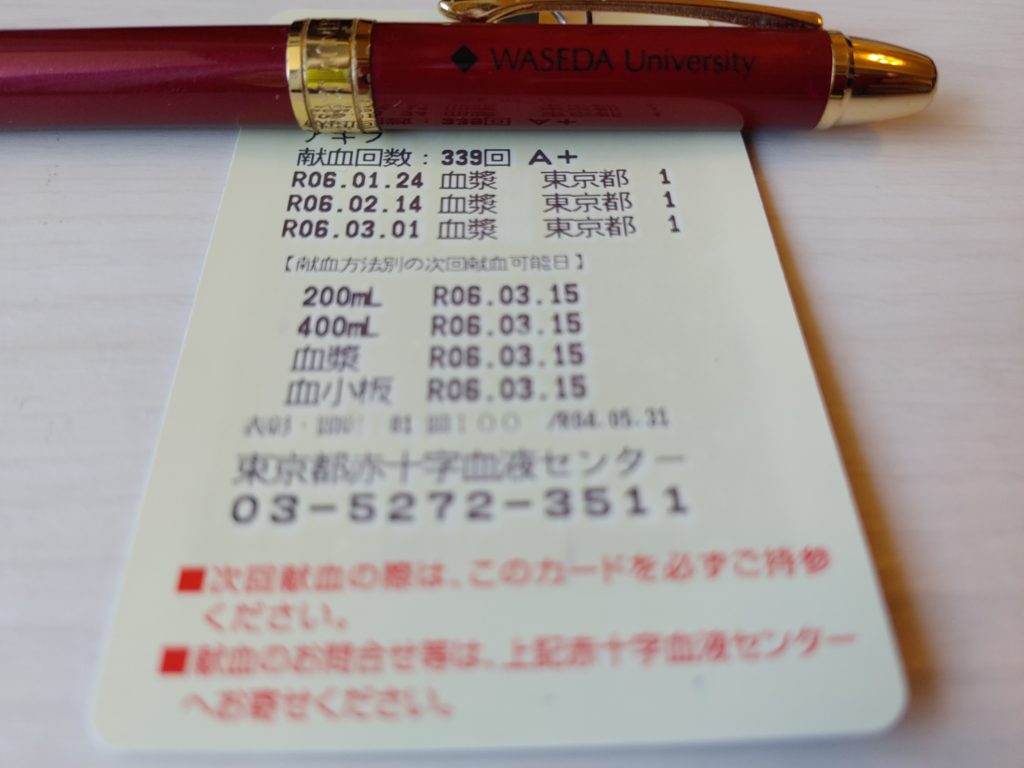 WASEDA University
アキラ
献血回数：339回 A+
R06.01.24 血漿 東京都 1
R06.02.14 血漿 東京都 1
R06.03.01 血漿 東京都 1
【献血方法別の次回献血可能日】
200mL R06.03.15
400mL R06.03.15
血漿 R06.03.15
血小板 R06.03.15
/R04.05.31
東京都赤十字血液センター
03-5272-3511
■次回献血の際は、このカードを必ずご持参
ください。
■献血のお問合せ等は、上記赤十字血液センター
へお寄せください。